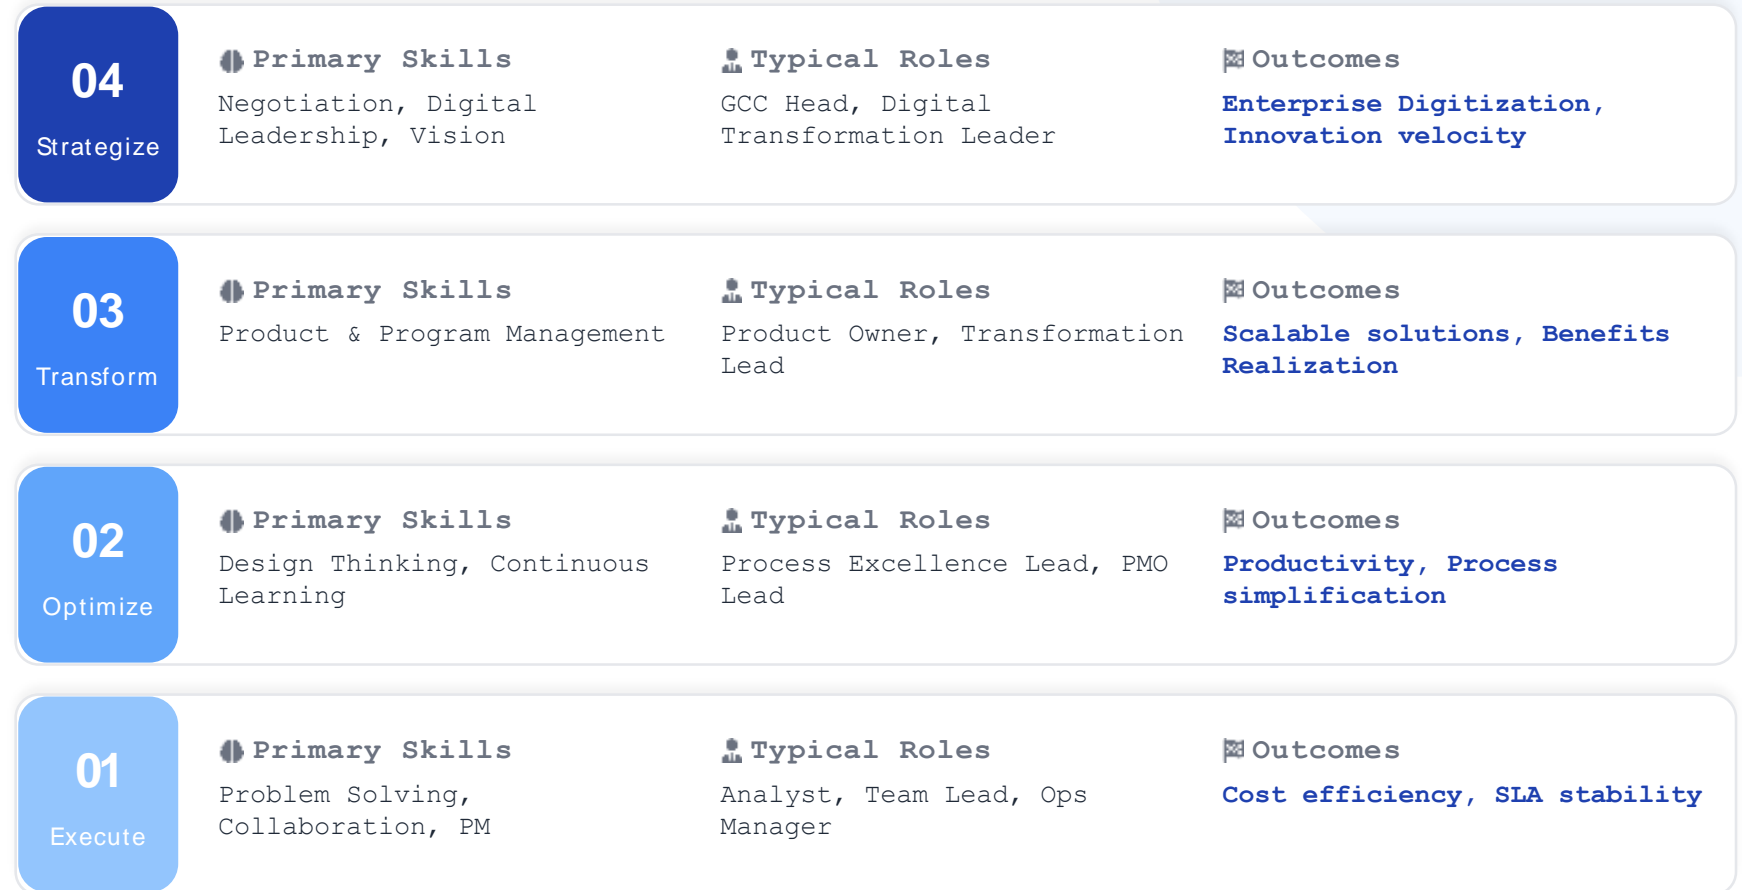 04
Strategize
Primary Skills
Negotiation, Digital
Leadership, Vision
Typical Roles
GCC Head, Digital
Transformation Leader
Outcomes
Enterprise Digitization,
Innovation velocity
03
Transform
Primary Skills
Product & Program Management
Typical Roles
Product Owner, Transformation
Lead
Outcomes
Scalable solutions, Benefits
Realization
02
Optimize
Primary Skills
Design Thinking, Continuous
Learning
Typical Roles
Process Excellence Lead, PMO
Lead
Outcomes
Productivity, Process
simplification
01
Execute
Primary Skills
Problem Solving,
Collaboration, PM
Typical Roles
Analyst, Team Lead, Ops
Manager
Outcomes
Cost efficiency, SLA stability